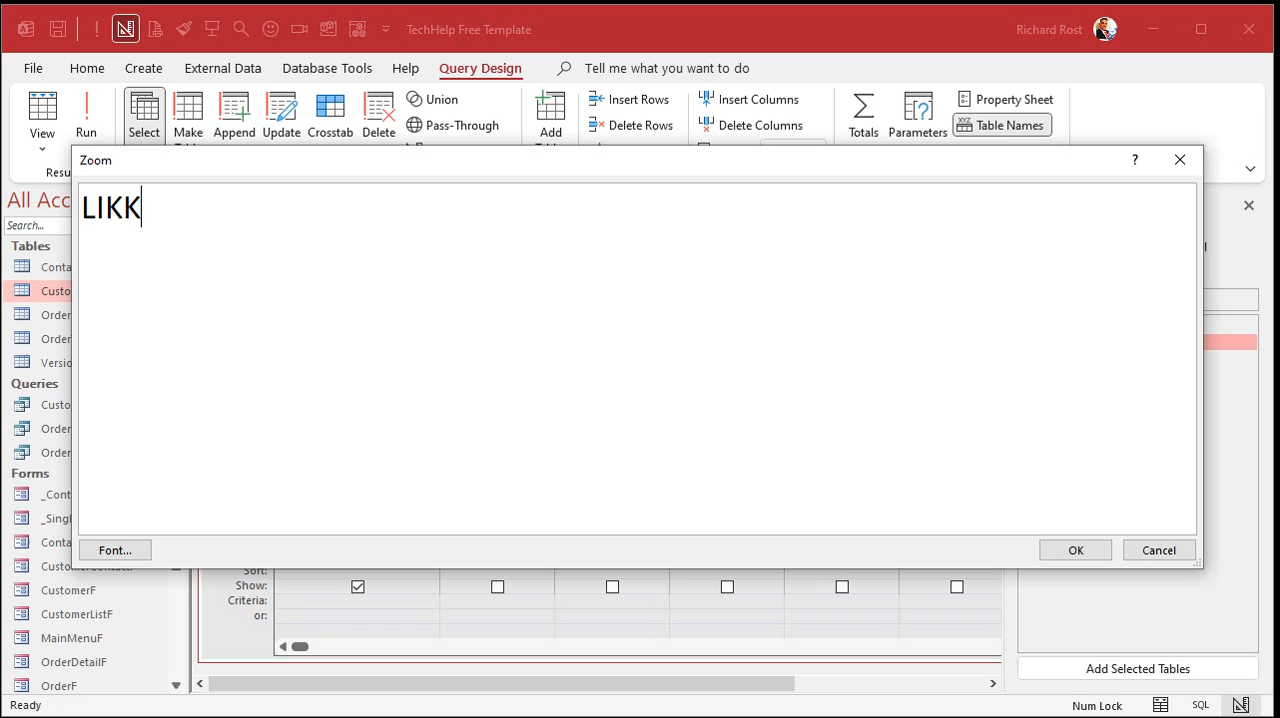 TechHelp Free Template
Richard Rost
File Home Create External Data Database Tools Help Query Design Tell me what you want to do
View Run Select Make Append Update Crosstab Delete Union Pass-Through Add Insert Rows Delete Rows Insert Columns Delete Columns Totals Parameters Property Sheet Table Names
Resu
Zoom ?
LIKK
Font... OK Cancel
All Acc
Search...
Tables
Conta
Custo
Order
Order
Versio
Queries
Custo
Order
Order
Forms
_Cont
_Singl
Conta
CustomerF
CustomerListF
MainMenuF
OrderDetailF
OrderF
Sort:
Show:
Criteria:
or:
Add Selected Tables
Ready Num Lock SQL